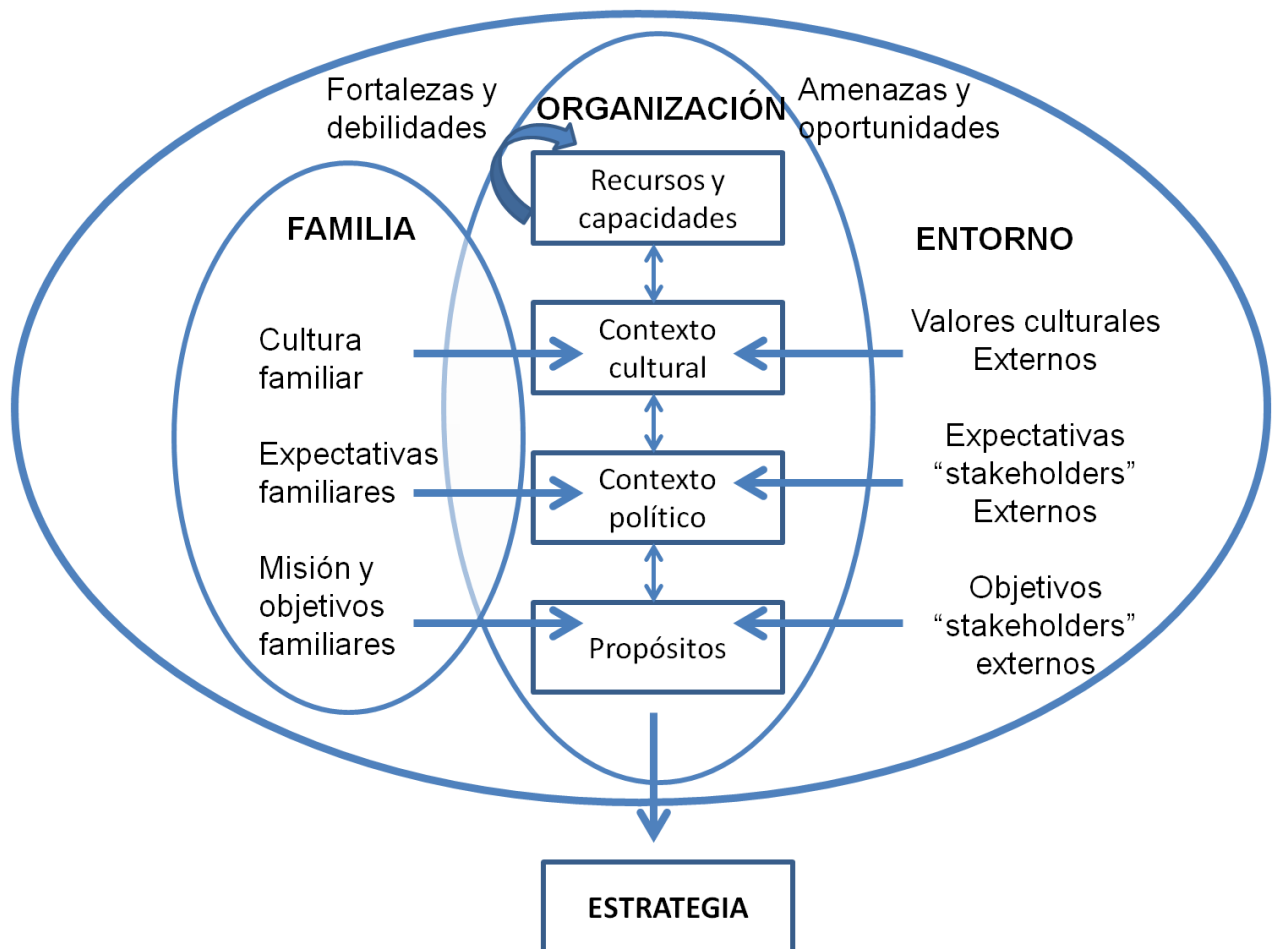 Fortalezas y
debilidades
ORGANIZACIÓN
Amenazas y
oportunidades
Recursos y
capacidades
FAMILIA
ENTORNO
Cultura
familiar
Contexto
cultural
Valores culturales
Externos
Expectativas
familiares
Contexto
político
Expectativas
“stakeholders”
Externos
Misión y
objetivos
familiares
Propósitos
Objetivos
“stakeholders”
externos
ESTRATEGIA